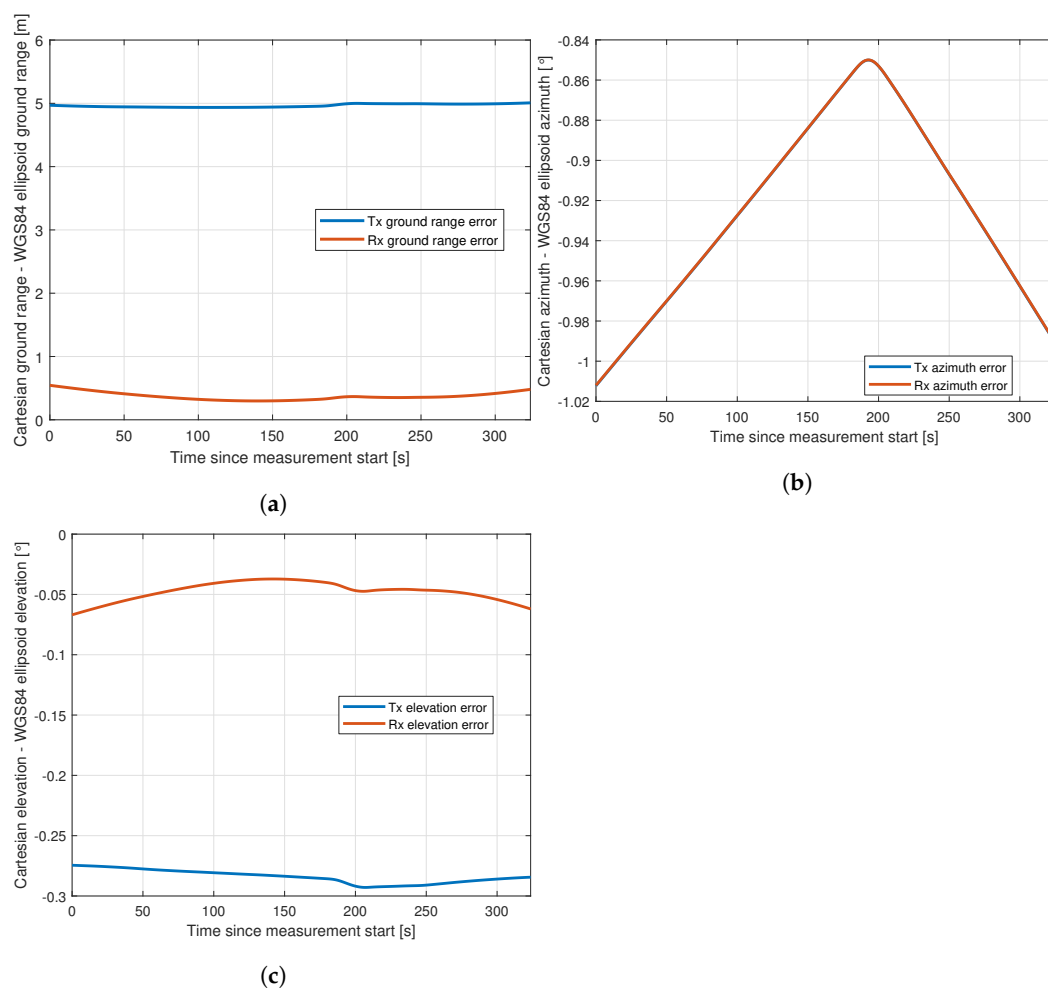 Cartesian ground range - WGS84 ellipsoid ground range [m]
6
5
4
3
2
1
0
Tx ground range error
Rx ground range error
0 50 100 150 200 250 300
Time since measurement start [s]
(a)
Cartesian azimuth - WGS84 ellipsoid azimuth [°]
-0.84
-0.86
-0.88
-0.9
-0.92
-0.94
-0.96
-0.98
-1
-1.02
Tx azimuth error
Rx azimuth error
0 50 100 150 200 250 300
Time since measurement start [s]
(b)
Cartesian elevation - WGS84 ellipsoid elevation [°]
0
-0.05
-0.1
-0.15
-0.2
-0.25
-0.3
Tx elevation error
Rx elevation error
0 50 100 150 200 250 300
Time since measurement start [s]
(c)